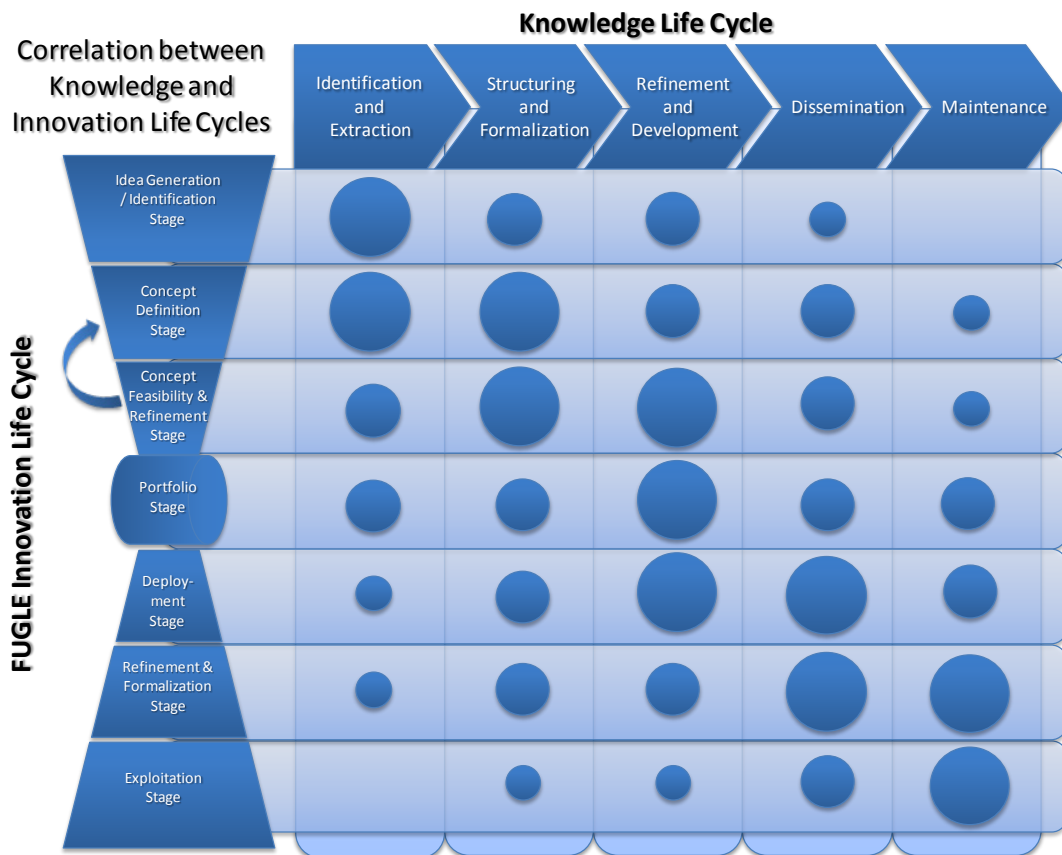 Knowledge Life Cycle
Correlation between
Knowledge and
Innovation Life Cycles
Identification
and
Extraction
Structuring
and
Formalization
Refinement
and
Development
Dissemination
Maintenance
FUGLE Innovation Life Cycle
Idea Generation
/ Identification
Stage
Concept
Definition
Stage
Concept
Feasibility &
Refinement
Stage
Portfolio
Stage
Deploy-
ment
Stage
Refinement &
Formalization
Stage
Exploitation
Stage